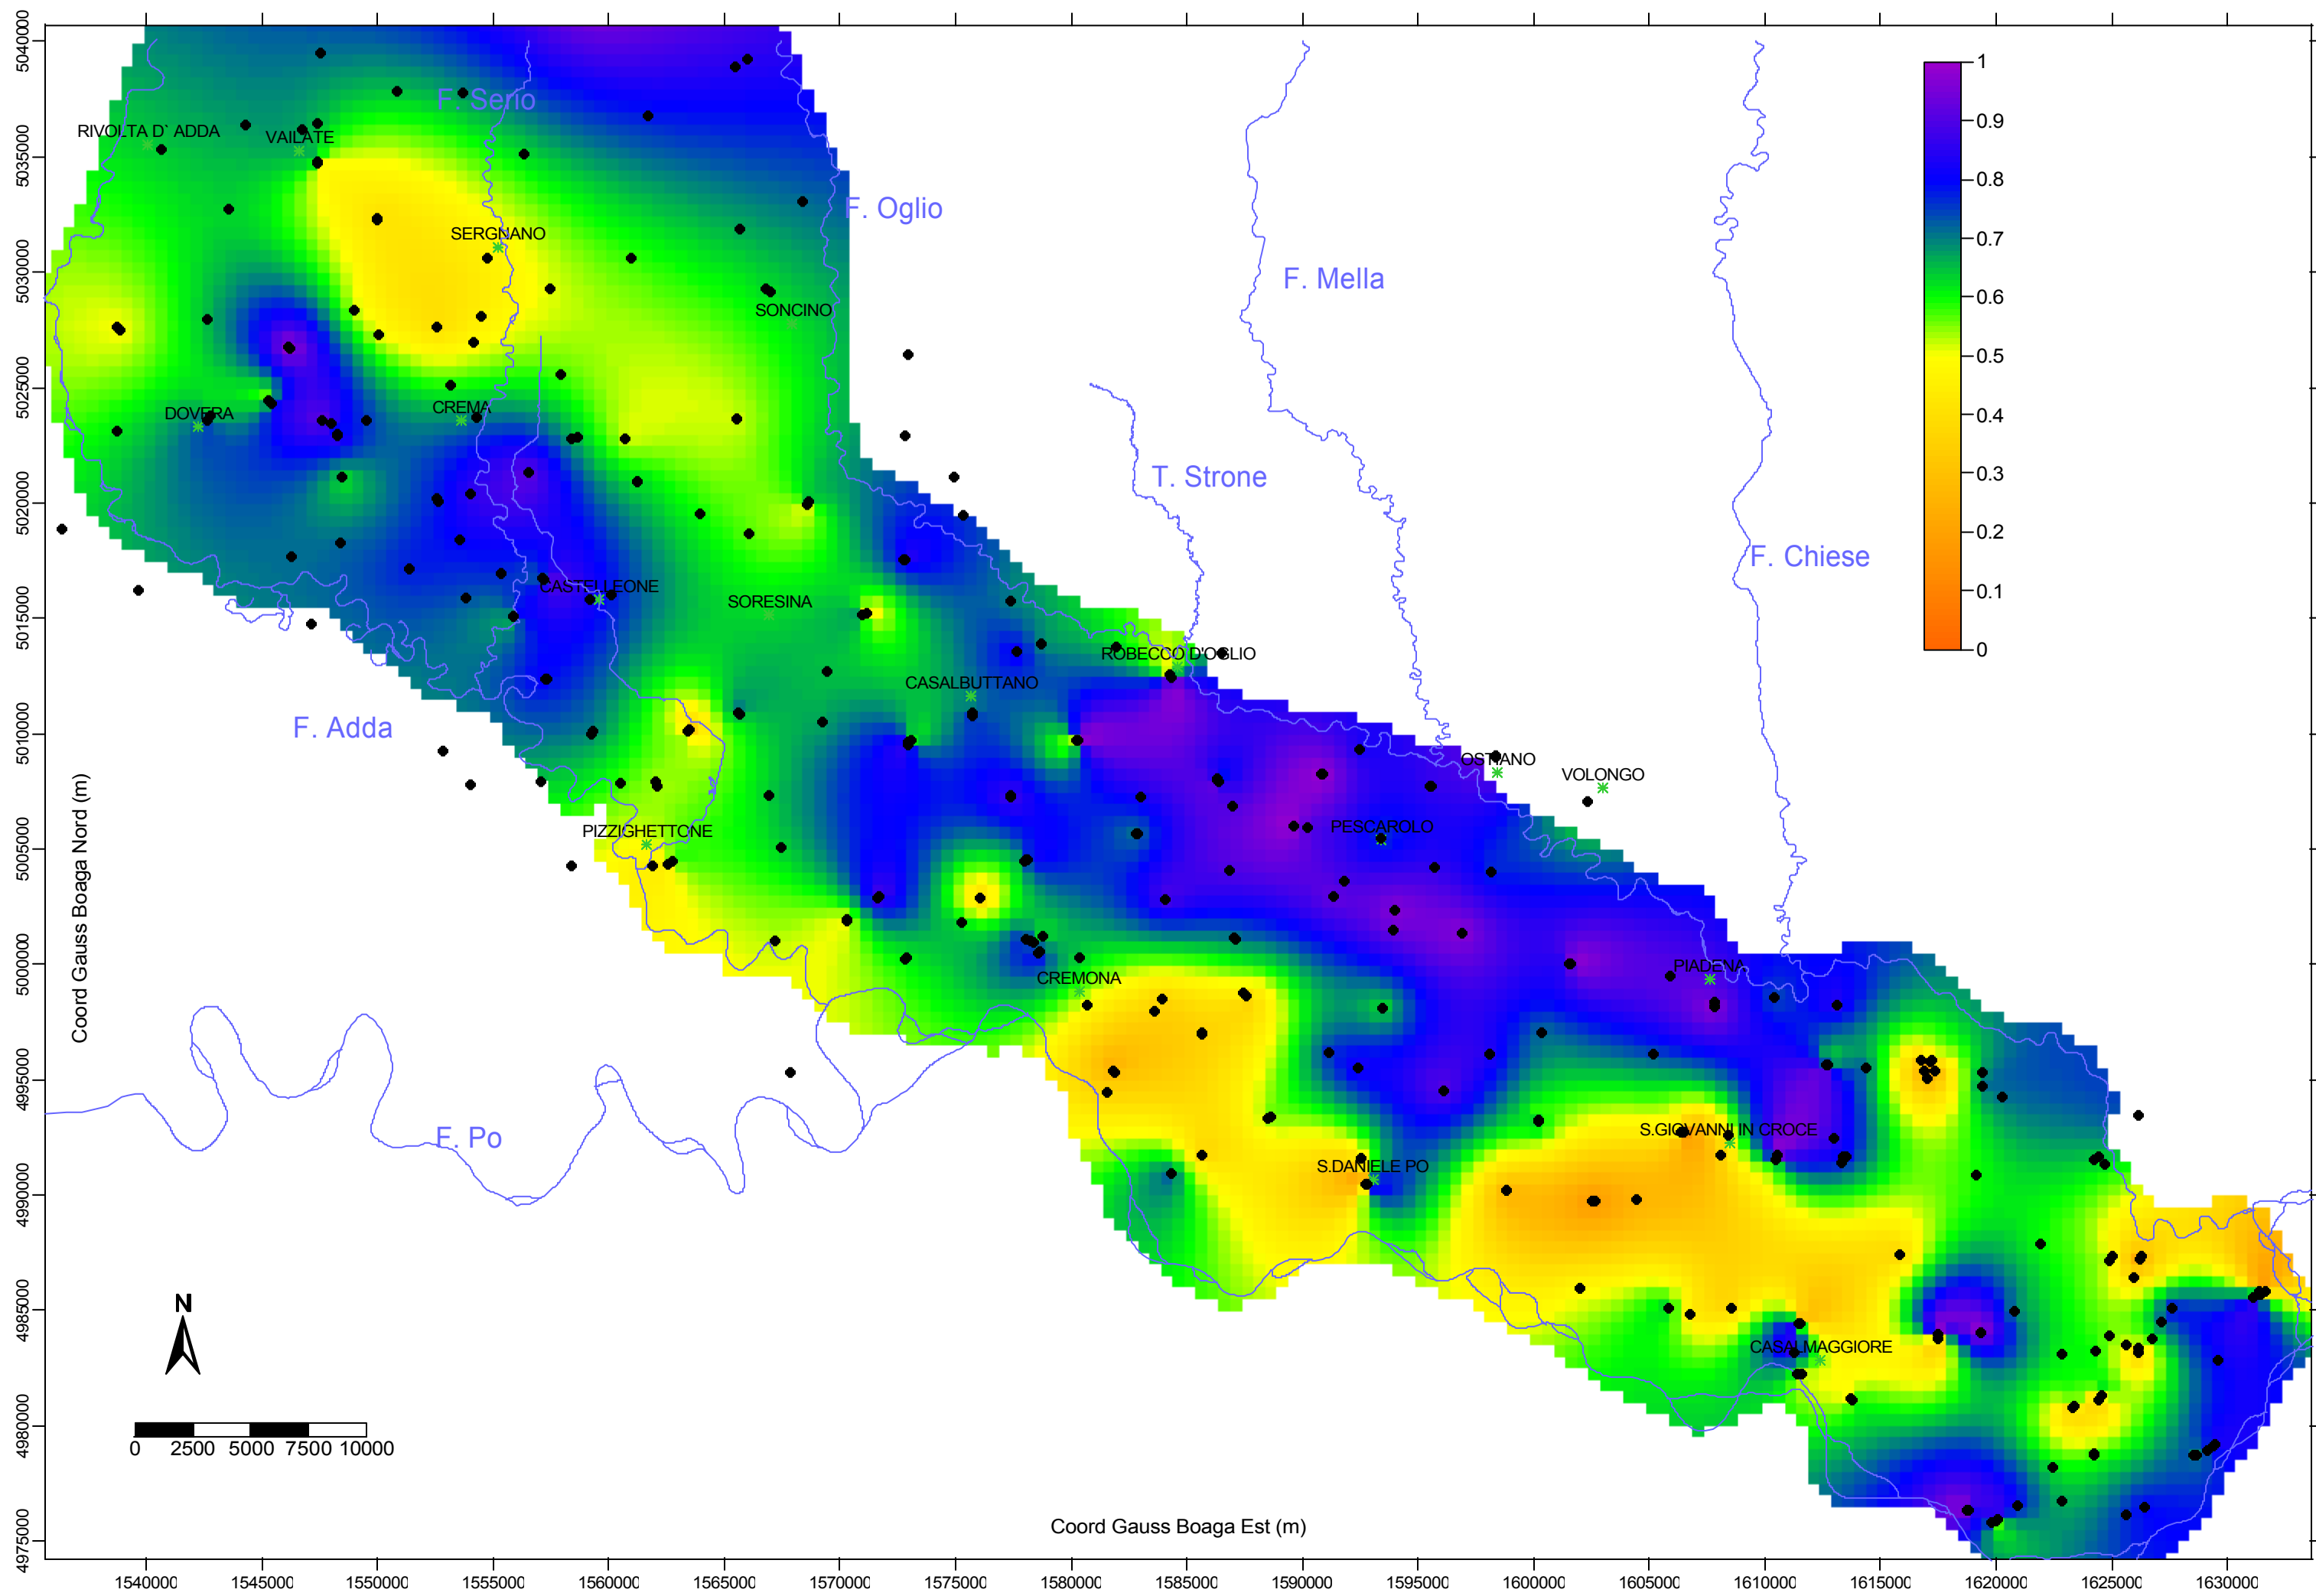 5040000
5035000
5030000
5025000
5020000
5015000
5010000
5005000
5000000
4995000
4990000
4985000
4980000
4975000
Coord Gauss Boaga Nord (m)
F. Serio
RIVOLTA D` ADDA
VAILATE
F. Oglio
SERGNANO
F. Mella
SONCINO
DOVERA
CREMA
T. Strone
F. Chiese
CASTELLEONE
SORESINA
ROBECCO D'OGLIO
CASALBUTTANO
F. Adda
OSTIANO
VOLONGO
PIZZIGHETTONE
PESCAROLO
CREMONA
PIADENA
F. Po
S.GIOVANNI IN CROCE
S.DANIELE PO
CASALMAGGIORE
1
0.9
0.8
0.7
0.6
0.5
0.4
0.3
0.2
0.1
0
N
0 2500 5000 7500 10000
Coord Gauss Boaga Est (m)
1540000 1545000 1550000 1555000 1560000 1565000 1570000 1575000 1580000 1585000 1590000 1595000 1600000 1605000 1610000 1615000 1620000 1625000 1630000